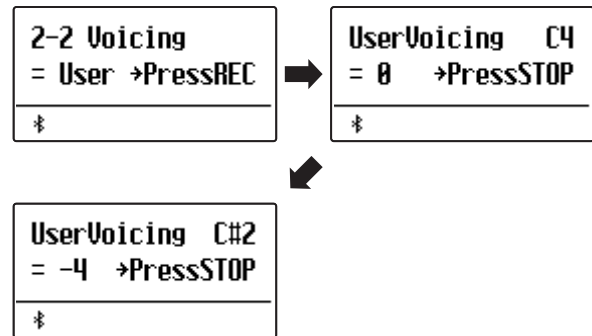 2-2 Voicing
= User →PressREC
UserVoicing C4
= 0 →PressSTOP
UserVoicing C#2
= -4 →PressSTOP